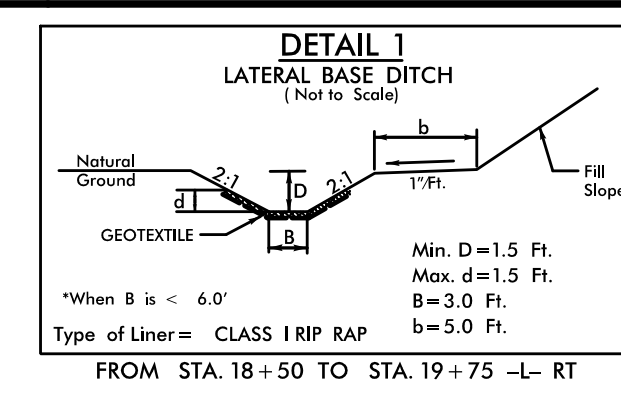 DETAIL 1
LATERAL BASE DITCH
( Not to Scale)
b
Natural
Ground
2:1
D
2:1
1"/Ft.
Fill
Slope
d
GEOTEXTILE
B
Min. D=1.5 Ft.
Max. d=1.5 Ft.
*When B is < 6.0'
B=3.0 Ft.
b=5.0 Ft.
Type of Liner= CLASS I RIP RAP
FROM STA. 18+50 TO STA. 19+75 -L- RT